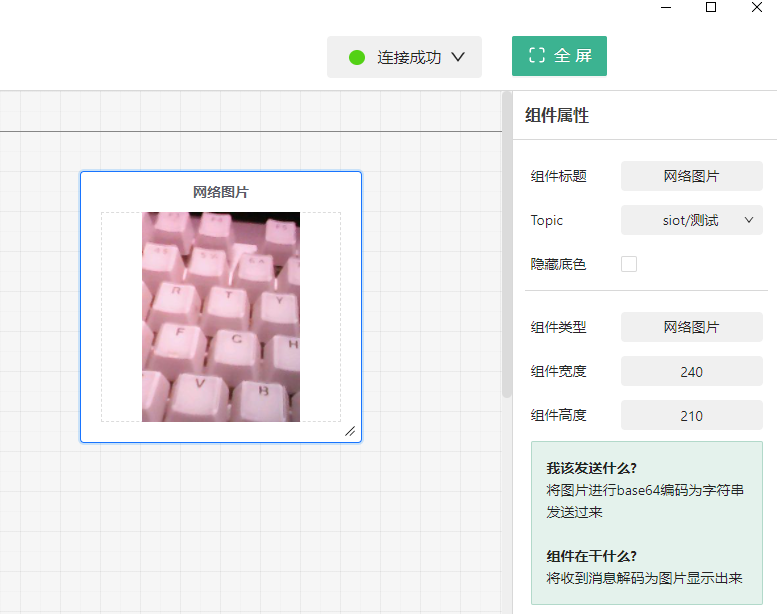 连接成功
全屏
组件属性
网络图片
R T Y
F G H
V B
组件标题 网络图片
Topic siot/测试
隐藏底色
组件类型 网络图片
组件宽度 240
组件高度 210
我该发送什么?
将图片进行base64编码为字符串
发送过来
组件在干什么?
将收到消息解码为图片显示出来